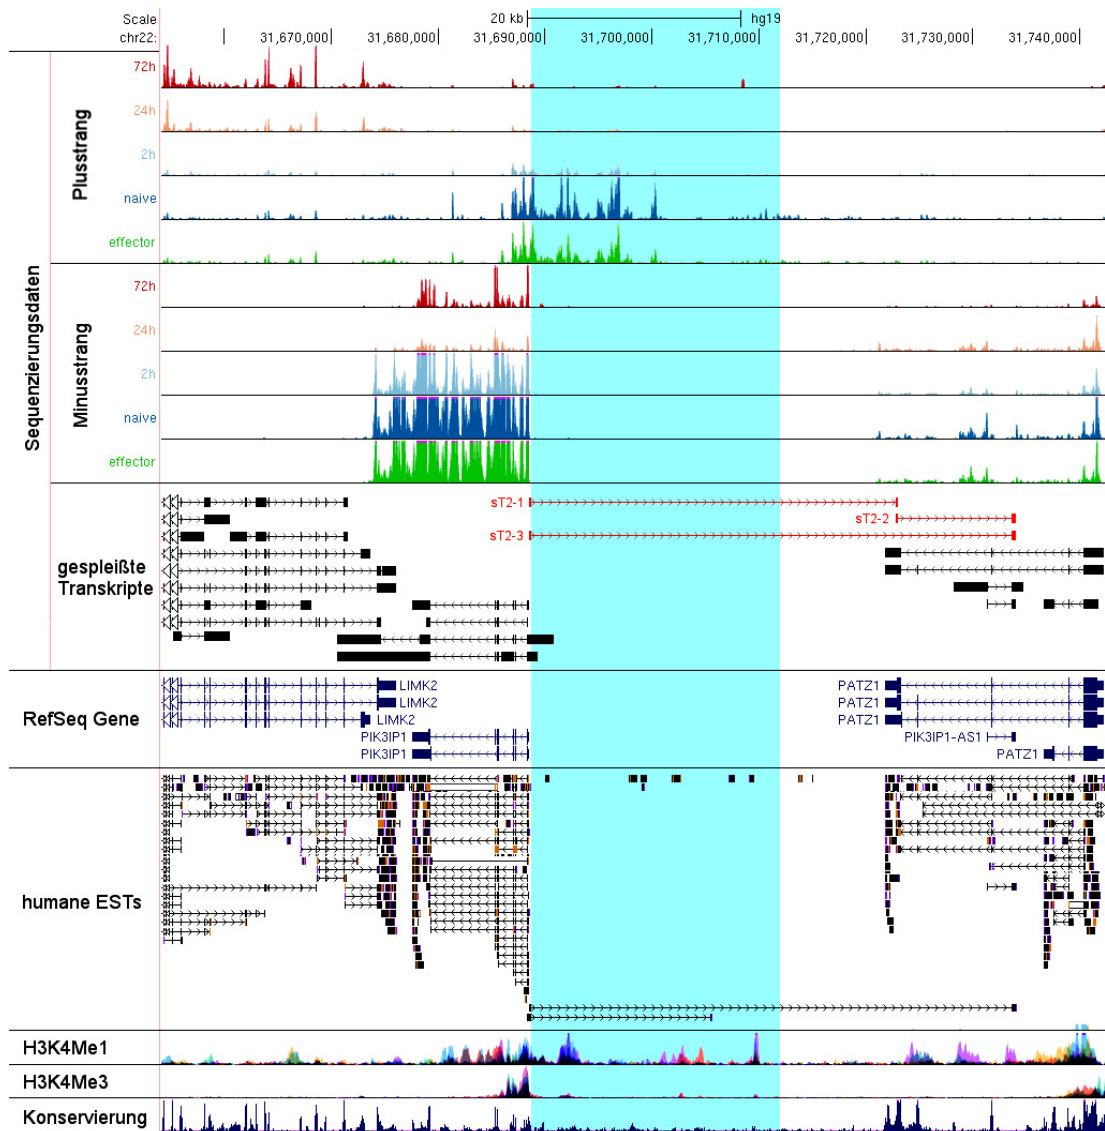 Scale 20 kb hg19
chr22: 31,670,000 31,680,000 31,690,000 31,700,000 31,710,000 31,720,000 31,730,000 31,740,000
Sequenzierungsdaten
Plusstrang
72h
24h
2h
naive
effector
Minusstrang
72h
24h
2h
naive
effector
gespleißte
Transkripte
sT2-1
sT2-2
sT2-3
RefSeq Gene
LIMK2 PATZ1
LIMK2 PATZ1
LIMK2 PATZ1
PIK3IP1 PIK3IP1-AS1
PIK3IP1 PATZ1
humane ESTs
H3K4Me1
H3K4Me3
Konservierung